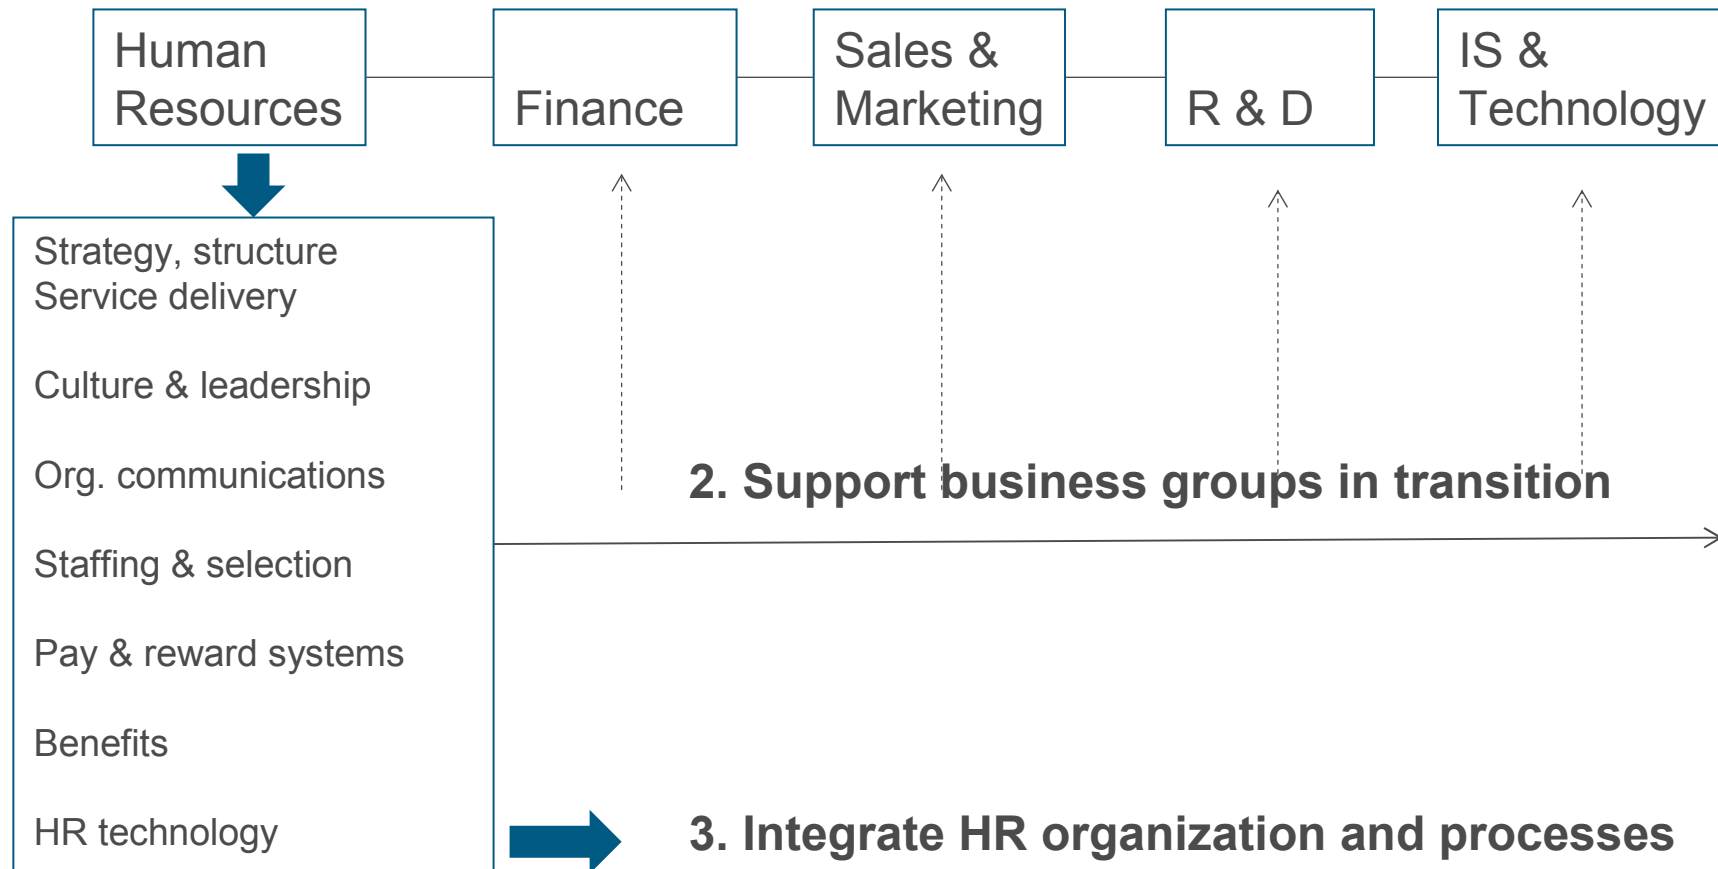 Human
Resources
Finance
Sales &
Marketing
R & D
IS &
Technology
Strategy, structure
Service delivery
Culture & leadership
Org. communications
Staffing & selection
Pay & reward systems
Benefits
HR technology
2. Support business groups in transition
3. Integrate HR organization and processes